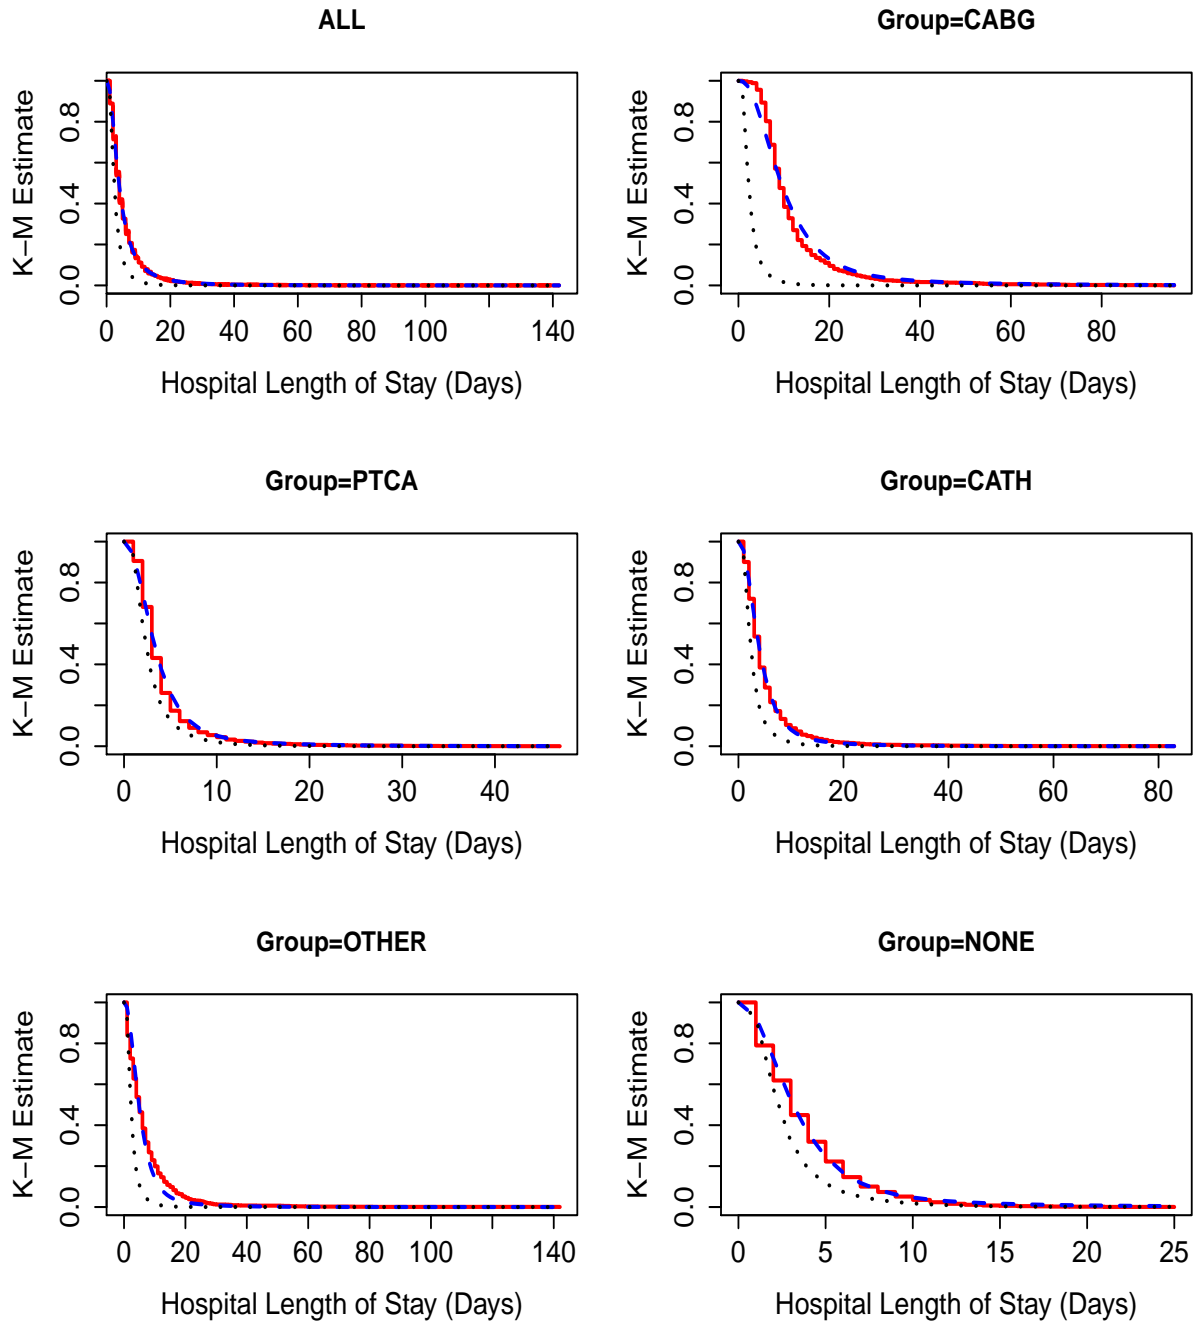 ALL
K−M Estimate
0.0 0.4 0.8
0 20 40 60 80 100 140
Hospital Length of Stay (Days)
Group=CABG
K−M Estimate
0.0 0.4 0.8
0 20 40 60 80
Hospital Length of Stay (Days)
Group=PTCA
K−M Estimate
0.0 0.4 0.8
0 10 20 30 40
Hospital Length of Stay (Days)
Group=CATH
K−M Estimate
0.0 0.4 0.8
0 20 40 60 80
Hospital Length of Stay (Days)
Group=OTHER
K−M Estimate
0.0 0.4 0.8
0 20 40 60 80 100 140
Hospital Length of Stay (Days)
Group=NONE
K−M Estimate
0.0 0.4 0.8
0 5 10 15 20 25
Hospital Length of Stay (Days)